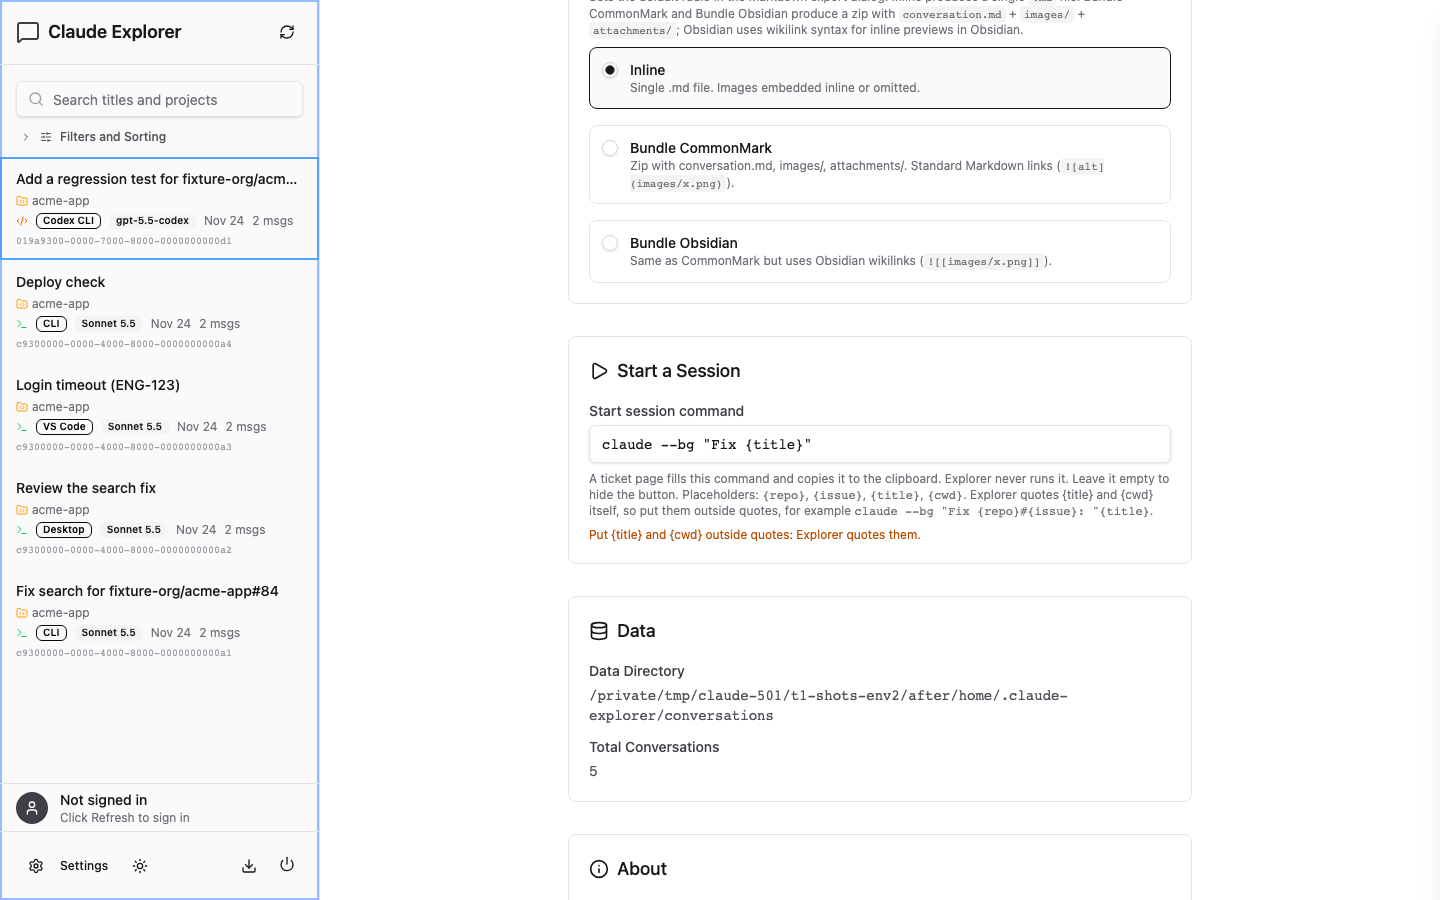 Claude Explorer
Search titles and projects
Filters and Sorting
Add a regression test for fixture-org/acm...
acme-app
Codex CLI gpt-5.5-codex Nov 24 2 msgs
019a9300-0000-7000-8000-0000000000d1
Deploy check
acme-app
CLI Sonnet 5.5 Nov 24 2 msgs
c9300000-0000-4000-8000-0000000000a4
Login timeout (ENG-123)
acme-app
VS Code Sonnet 5.5 Nov 24 2 msgs
c9300000-0000-4000-8000-0000000000a3
Review the search fix
acme-app
Desktop Sonnet 5.5 Nov 24 2 msgs
c9300000-0000-4000-8000-0000000000a2
Fix search for fixture-org/acme-app#84
acme-app
CLI Sonnet 5.5 Nov 24 2 msgs
c9300000-0000-4000-8000-0000000000a1
Not signed in
Click Refresh to sign in
Settings
CommonMark and Bundle Obsidian produce a zip with conversation.md + images/ +
attachments/ ; Obsidian uses wikilink syntax for inline previews in Obsidian.
Inline
Single .md file. Images embedded inline or omitted.
Bundle CommonMark
Zip with conversation.md, images/, attachments/. Standard Markdown links ( ![alt]
(images/x.png) ).
Bundle Obsidian
Same as CommonMark but uses Obsidian wikilinks ( ![[images/x.png]] ).
Start a Session
Start session command
claude --bg "Fix {title}"
A ticket page fills this command and copies it to the clipboard. Explorer never runs it. Leave it empty to
hide the button. Placeholders: {repo}, {issue}, {title}, {cwd}. Explorer quotes {title} and {cwd}
itself, so put them outside quotes, for example claude --bg "Fix {repo}#{issue}: "{title}.
Put {title} and {cwd} outside quotes: Explorer quotes them.
Data
Data Directory
/private/tmp/claude-501/t1-shots-env2/after/home/.claude-
explorer/conversations
Total Conversations
5
About